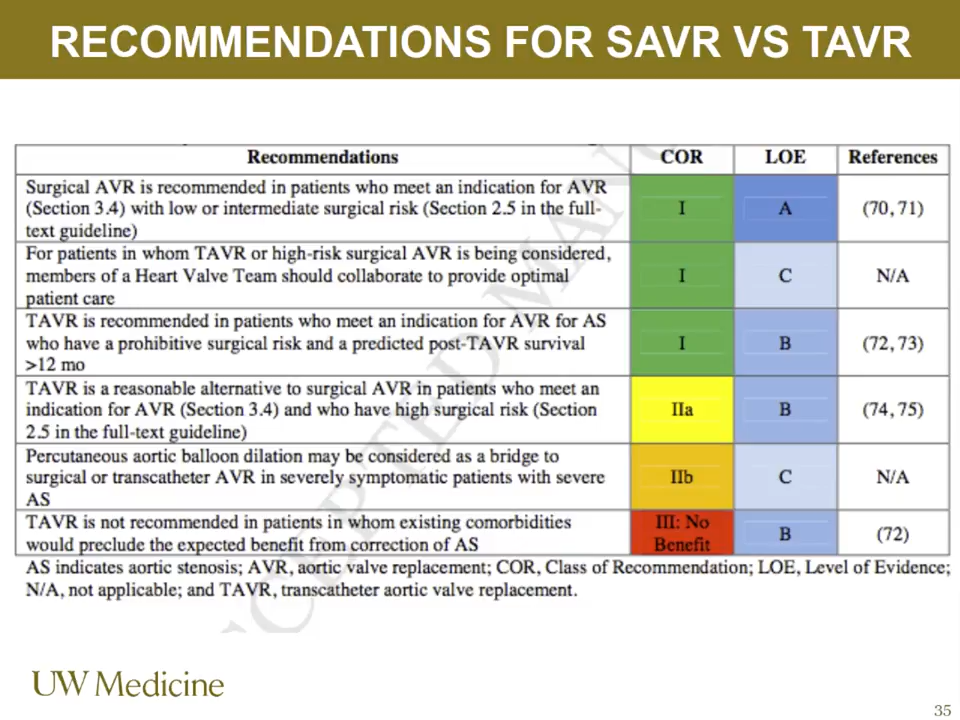 RECOMMENDATIONS FOR SAVR VS TAVR
Recommendations COR LOE References
Surgical AVR is recommended in patients who meet an indication for AVR
(Section 3.4) with low or intermediate surgical risk (Section 2.5 in the full-
text guideline)
I A (70, 71)
For patients in whom TAVR or high-risk surgical AVR is being considered,
members of a Heart Valve Team should collaborate to provide optimal
patient care
I C N/A
TAVR is recommended in patients who meet an indication for AVR for AS
who have a prohibitive surgical risk and a predicted post-TAVR survival
>12 mo
I B (72, 73)
TAVR is a reasonable alternative to surgical AVR in patients who meet an
indication for AVR (Section 3.4) and who have high surgical risk (Section
2.5 in the full-text guideline)
IIa B (74, 75)
Percutaneous aortic balloon dilation may be considered as a bridge to
surgical or transcatheter AVR in severely symptomatic patients with severe
AS
IIb C N/A
TAVR is not recommended in patients in whom existing comorbidities
would preclude the expected benefit from correction of AS
III: No
Benefit
B (72)
AS indicates aortic stenosis; AVR, aortic valve replacement; COR, Class of Recommendation; LOE, Level of Evidence;
N/A, not applicable; and TAVR, transcatheter aortic valve replacement.
UW Medicine
35